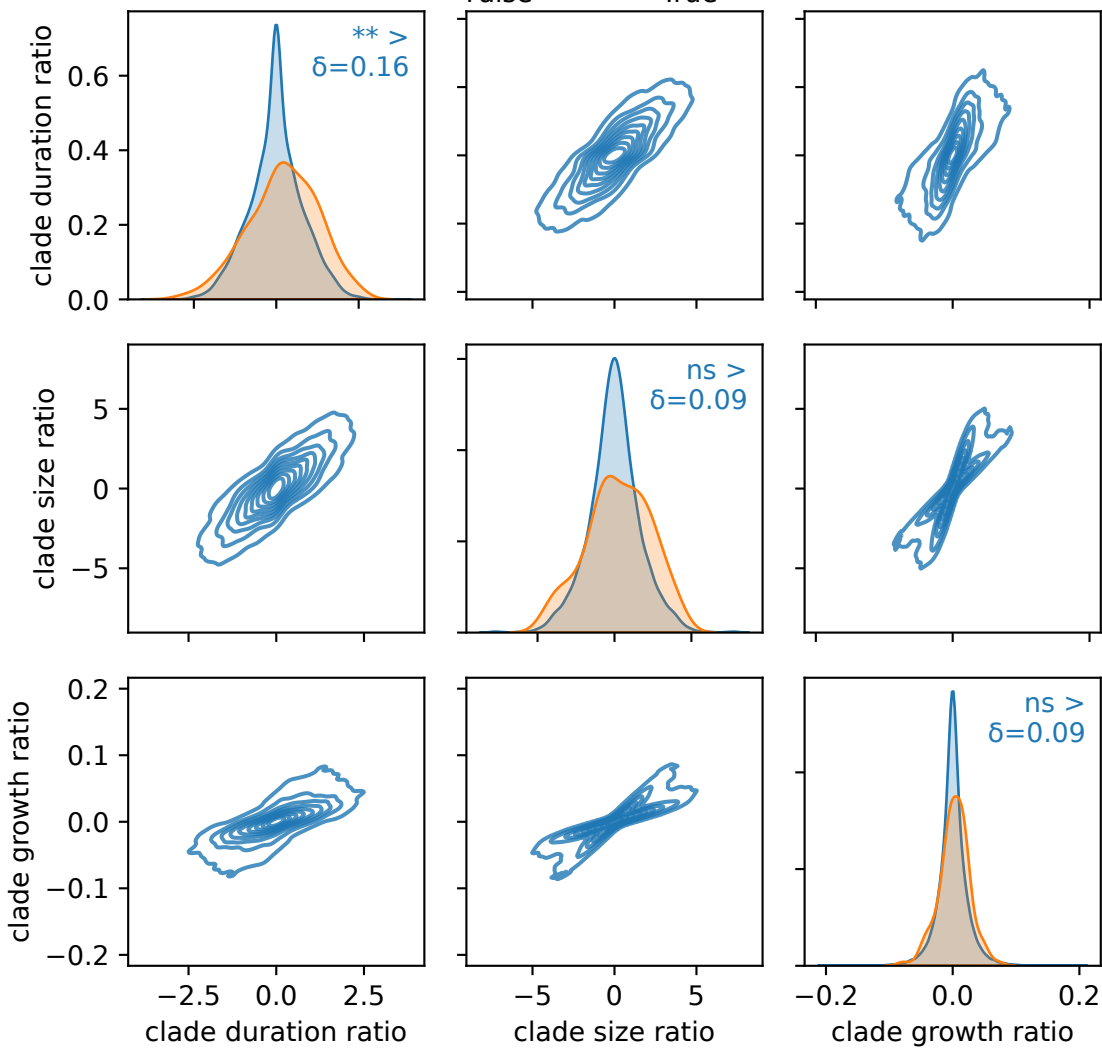 clade duration ratio
0.6
0.4
0.2
0.0
** >
δ=0.16
clade size ratio
5
0
−5
ns >
δ=0.09
clade growth ratio
0.2
0.1
0.0
−0.1
−0.2
ns >
δ=0.09
−2.5 0.0 2.5
−5 0 5
−0.2 0.0 0.2
clade duration ratio
clade size ratio
clade growth ratio